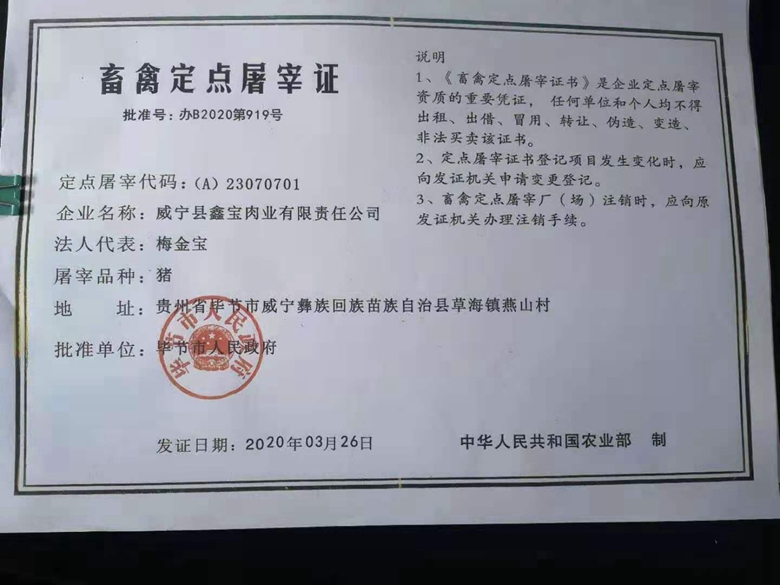 畜禽定点屠宰证
批准号：办B2020第919号
定点屠宰代码：（A）23070701
企业名称：威宁县鑫宝肉业有限责任公司
法人代表：梅金宝
屠宰品种：猪
地 址：贵州省毕节市威宁彝族回族苗族自治县草海镇燕山村
批准单位：毕节市人民政府
毕节市人民政府
发证日期：2020年03月26日
说明
1、《畜禽定点屠宰证书》是企业定点屠宰
资质的重要凭证， 任何单位和个人均不得
出租、出借、冒用、转让、伪造、变造、
非法买卖该证书。
2、定点屠宰证书登记项目发生变化时，应
向发证机关申请变更登记。
3、畜禽定点屠宰厂（场）注销时，应向原
发证机关办理注销手续。
中华人民共和国农业部 制